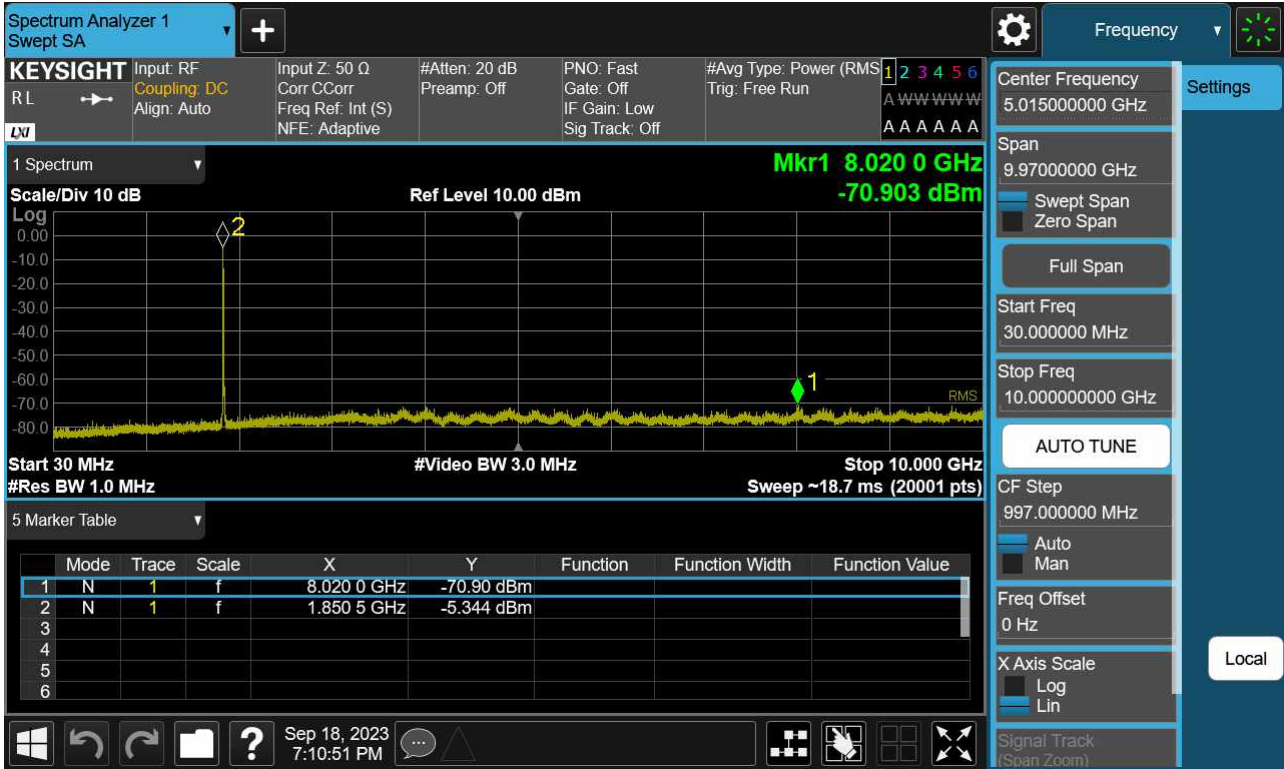 Spectrum Analyzer 1
Swept SA
+
Frequency
KEYSIGHT
R L
LXI
Input: RF
Coupling: DC
Align: Auto
Input Z: 50 Ω
Corr CCorr
Freq Ref: Int (S)
NFE: Adaptive
#Atten: 20 dB
Preamp: Off
PNO: Fast
Gate: Off
IF Gain: Low
Sig Track: Off
#Avg Type: Power (RMS
Trig: Free Run
1 2 3 4 5 6
A W W W W W
A A A A A A
1 Spectrum
Mkr1 8.020 0 GHz
-70.903 dBm
Scale/Div 10 dB
Ref Level 10.00 dBm
Log
0.00
-10.0
-20.0
-30.0
-40.0
-50.0
-60.0
-70.0
-80.0
2
1
RMS
Start 30 MHz
#Video BW 3.0 MHz
Stop 10.000 GHz
#Res BW 1.0 MHz
Sweep ~18.7 ms (20001 pts)
5 Marker Table
Mode Trace Scale X Y Function Function Width Function Value
1 N 1 f 8.020 0 GHz -70.90 dBm
2 N 1 f 1.850 5 GHz -5.344 dBm
3
4
5
6
?
Sep 18, 2023
7:10:51 PM
Center Frequency
5.015000000 GHz
Span
9.97000000 GHz
Swept Span
Zero Span
Full Span
Start Freq
30.000000 MHz
Stop Freq
10.000000000 GHz
AUTO TUNE
CF Step
997.000000 MHz
Auto
Man
Freq Offset
0 Hz
X Axis Scale
Log
Lin
Signal Track
(Span Zoom)
Settings
Local